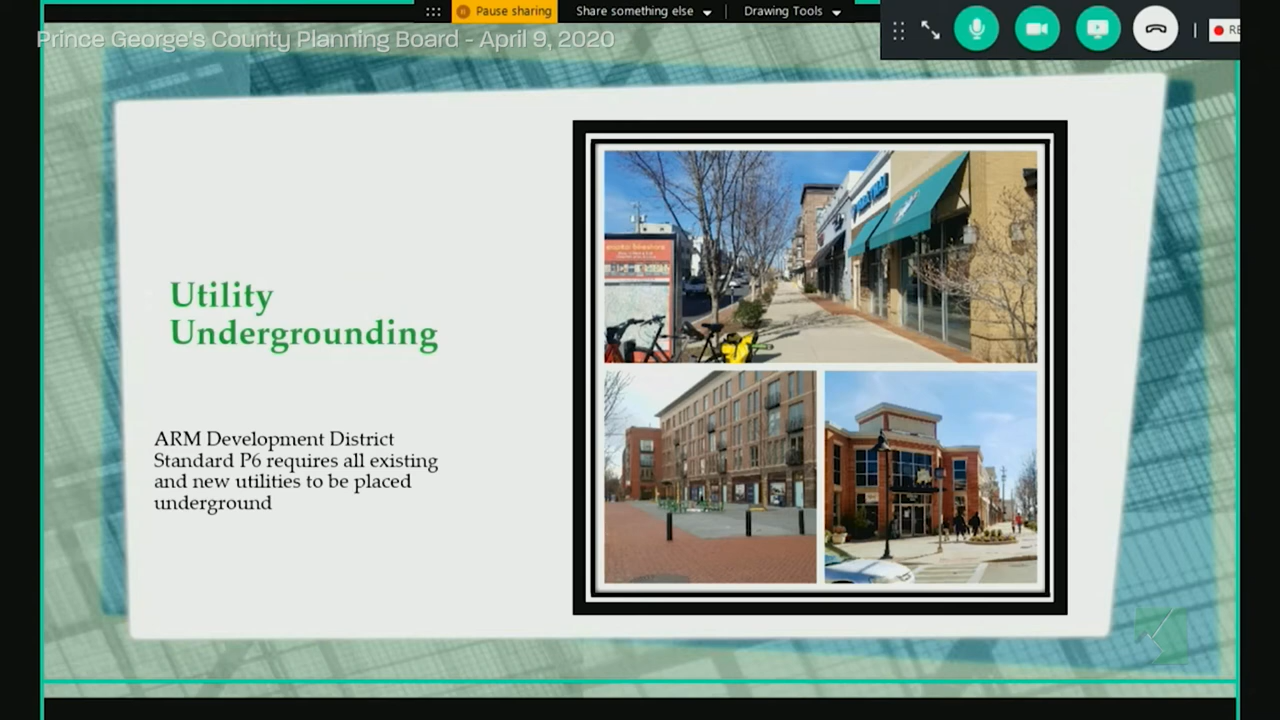 Pause sharing
Share something else
Drawing Tools
Prince George's County Planning Board - April 9, 2020
Utility
Undergrounding
ARM Development District
Standard P6 requires all existing
and new utilities to be placed
underground